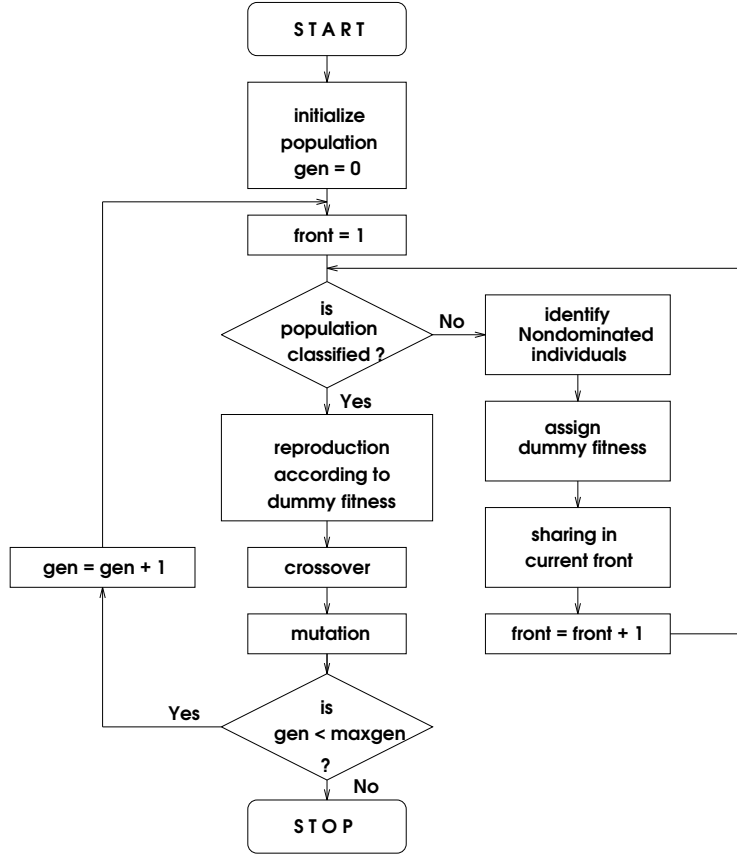 S T A R T
initialize
population
gen = 0
front = 1
is
population
classified ?
No
identify
Nondominated
individuals
Yes
assign
dummy fitness
reproduction
according to
dummy fitness
sharing in
current front
gen = gen + 1
crossover
mutation
front = front + 1
Yes
is
gen < maxgen
?
No
S T O P